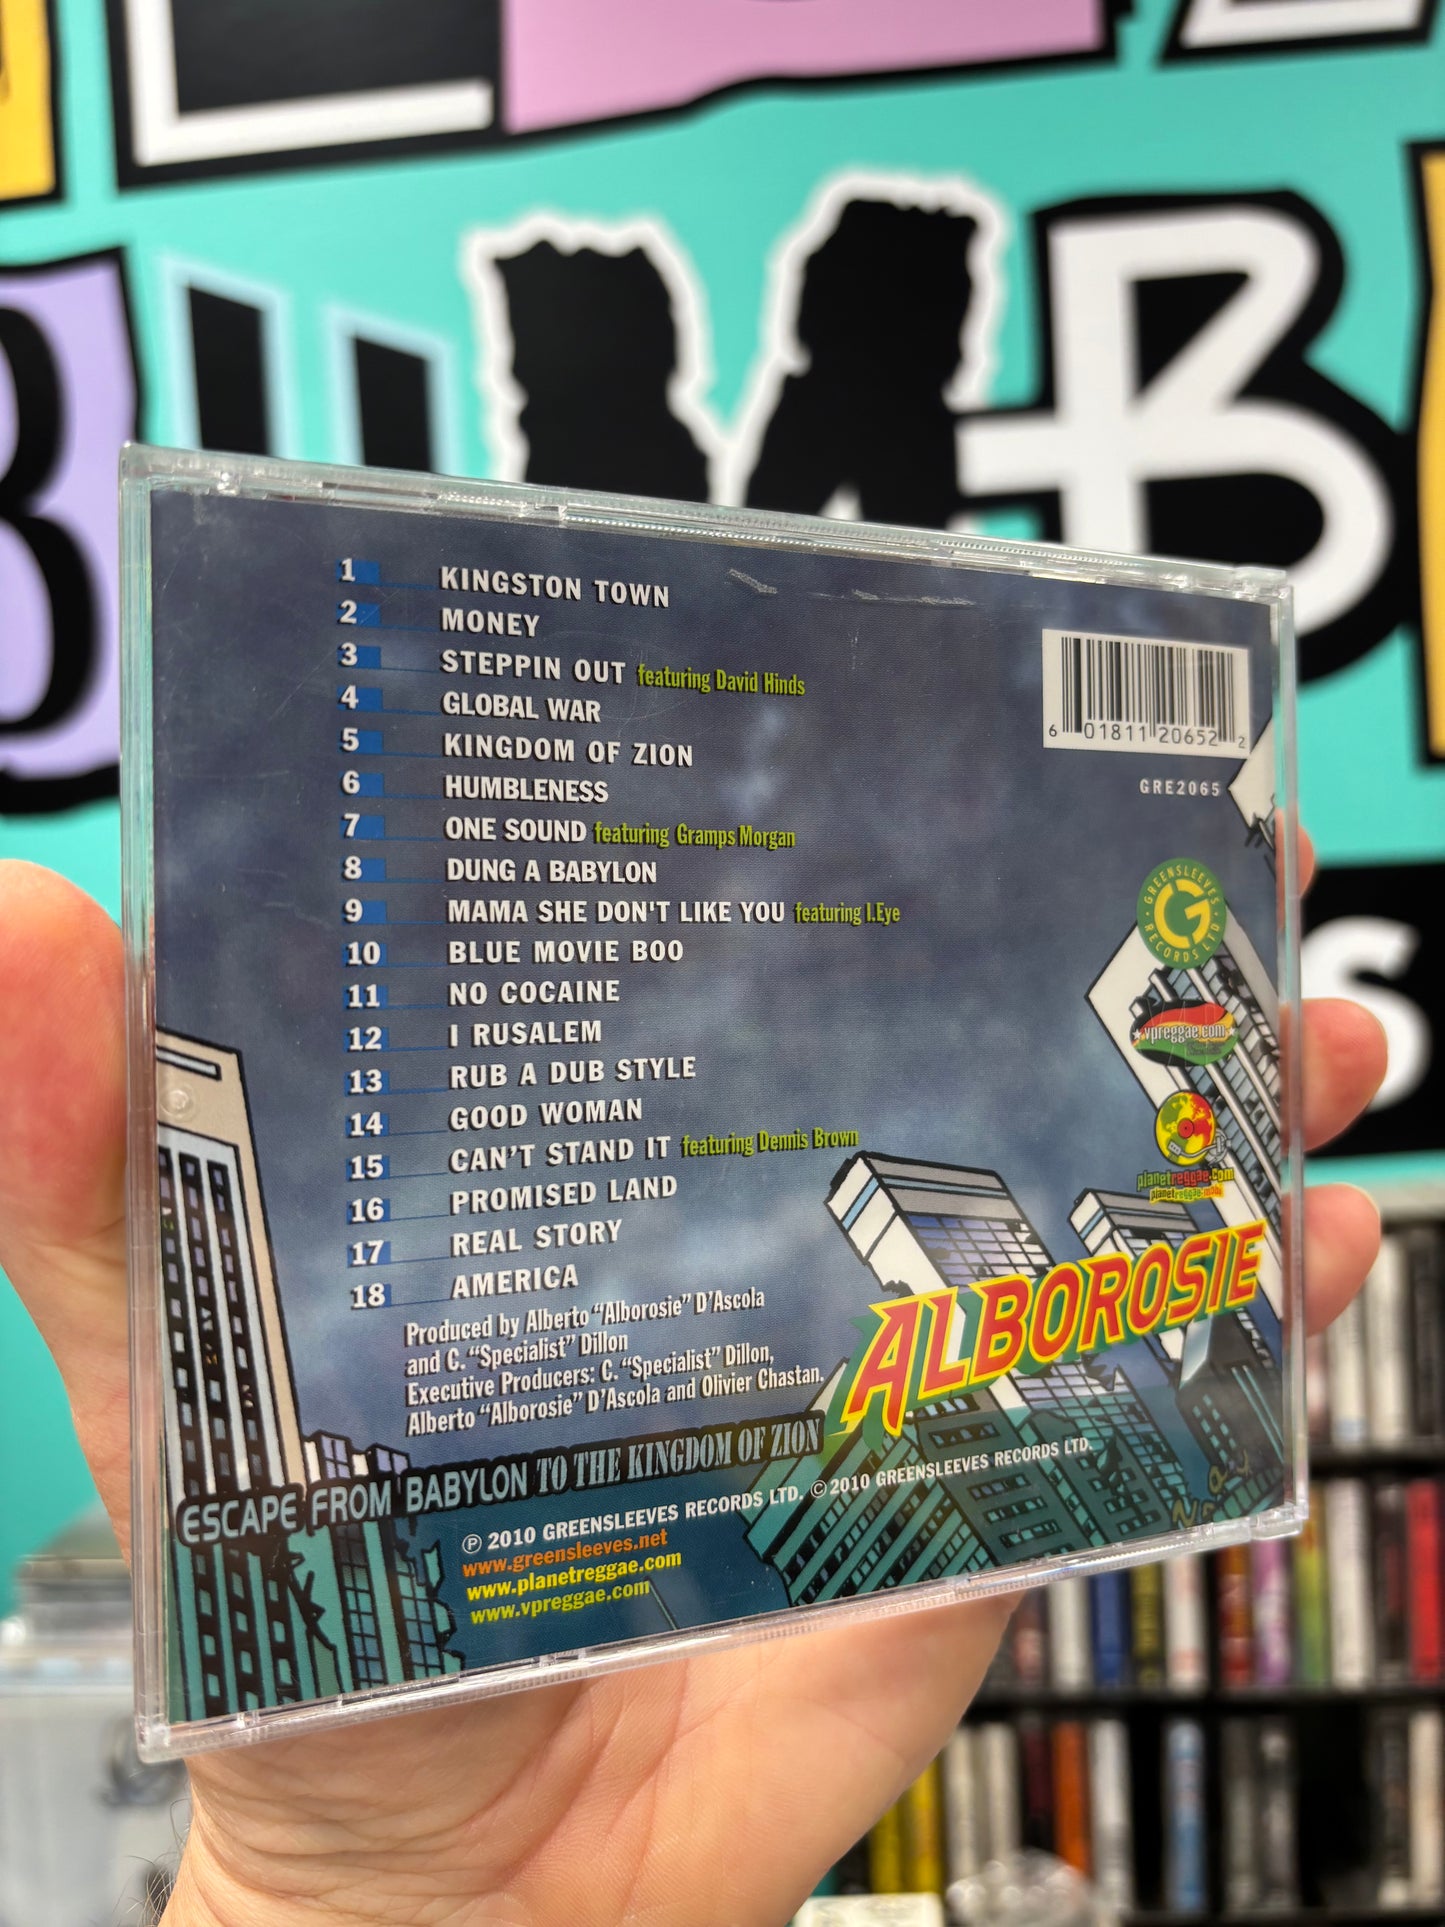 1 KINGSTON TOWN
2 MONEY
3 STEPPIN OUT featuring David Hinds
4 GLOBAL WAR
5 KINGDOM OF ZION
6 HUMBLENESS
7 ONE SOUND featuring Gramps Morgan
8 DUNG A BABYLON
9 MAMA SHE DON'T LIKE YOU featuring I.Eye
10 BLUE MOVIE BOO
11 NO COCAINE
12 I RUSALEM
13 RUB A DUB STYLE
14 GOOD WOMAN
15 CAN'T STAND IT featuring Dennis Brown
16 PROMISED LAND
17 REAL STORY
18 AMERICA
Produced by Alberto "Alborosie" D'Ascola
and C. "Specialist" Dillon
Executive Producers: C. "Specialist" Dillon,
Alberto "Alborosie" D'Ascola and Olivier Chastan.
ESCAPE FROM BABYLON TO THE KINGDOM OF ZION
℗ 2010 GREENSLEEVES RECORDS LTD. © 2010 GREENSLEEVES RECORDS LTD.
www.greensleeves.net
www.planetreggae.com
www.vpreggae.com
6 01811 20652 2
GRE2065
GREENSLEEVES
G
RECORDS LTD
vpreggae.com
planetreggae.com
planetreggae.mobi
ALBOROSIE